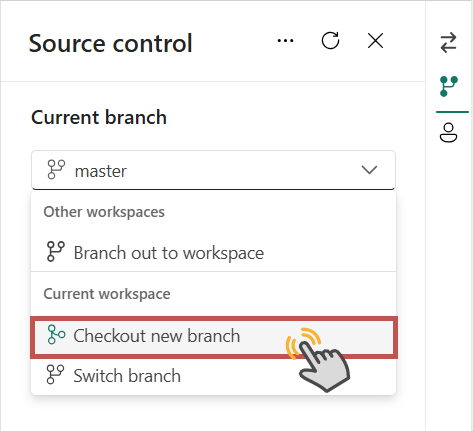 Source control
Current branch
master
Other workspaces
Branch out to workspace
Current workspace
Checkout new branch
Switch branch